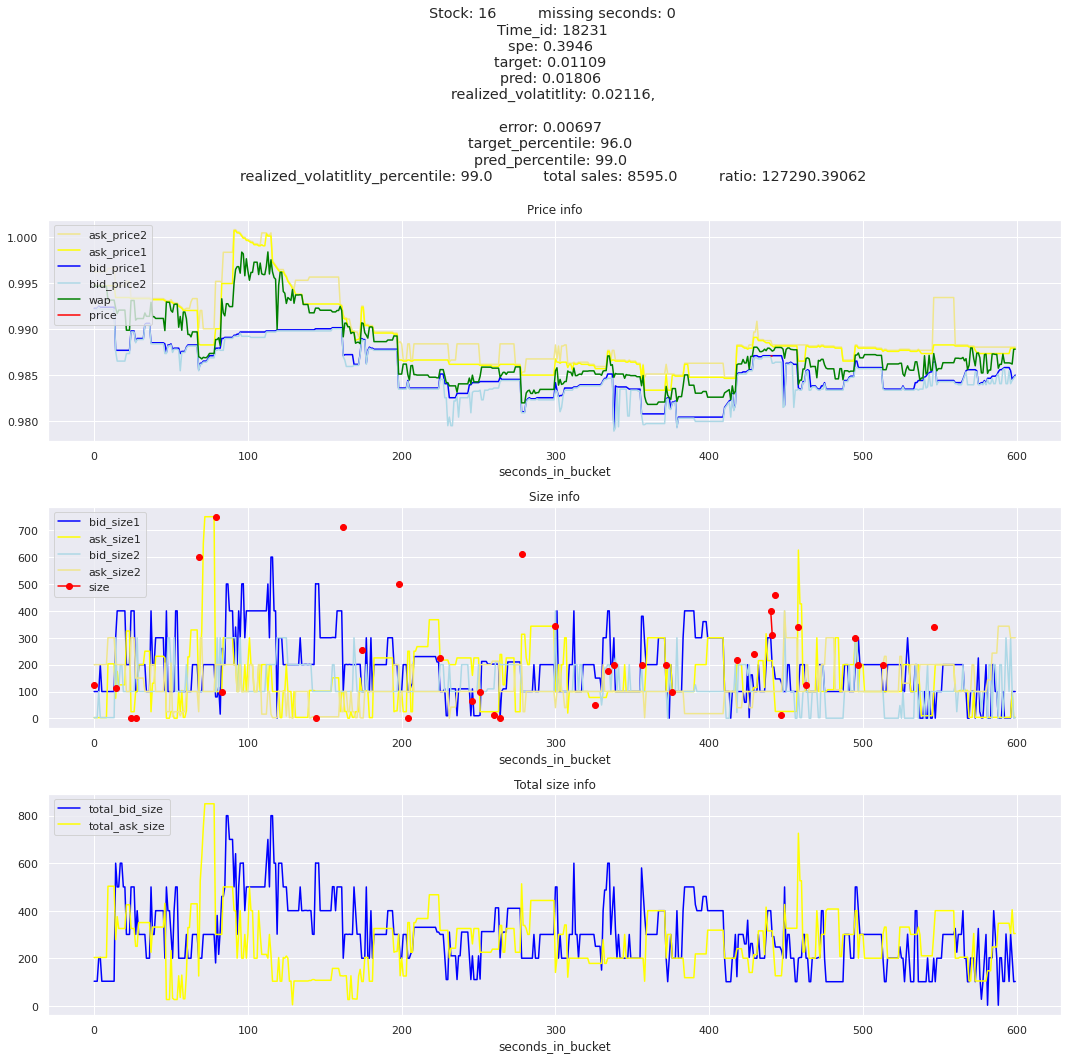 Stock: 16 missing seconds: 0
Time_id: 18231
spe: 0.3946
target: 0.01109
pred: 0.01806
realized_volatitlity: 0.02116,
error: 0.00697
target_percentile: 96.0
pred_percentile: 99.0
realized_volatitlity_percentile: 99.0 total sales: 8595.0 ratio: 127290.39062
Price info
ask_price2
ask_price1
bid_price1
bid_price2
wap
price
1.000
0.995
0.990
0.985
0.980
0 100 200 300 400 500 600
seconds_in_bucket
Size info
bid_size1
ask_size1
bid_size2
ask_size2
size
700
600
500
400
300
200
100
0
0 100 200 300 400 500 600
seconds_in_bucket
Total size info
total_bid_size
total_ask_size
800
600
400
200
0
0 100 200 300 400 500 600
seconds_in_bucket